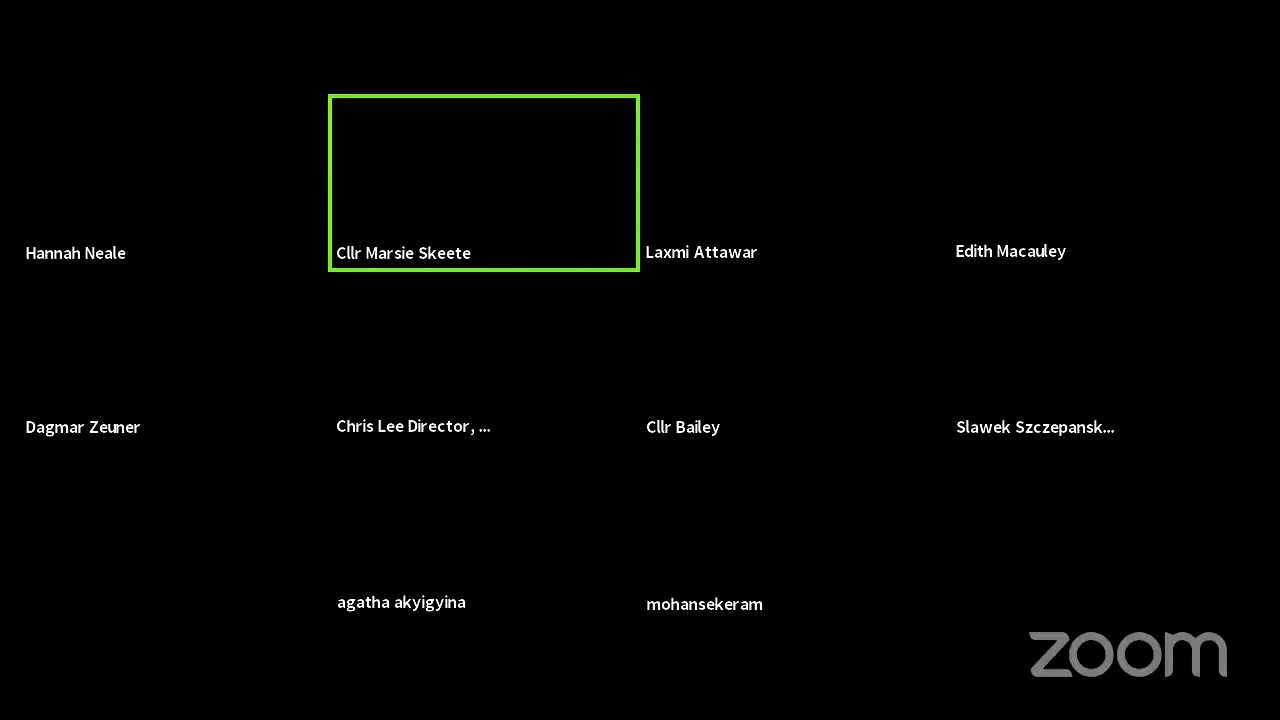 Hannah Neale
Cllr Marsie Skeete
Laxmi Attawar
Edith Macauley
Dagmar Zeuner
Chris Lee Director, ...
Cllr Bailey
Slawek Szczepansk...
agatha akyigyina
mohansekeram
zoom